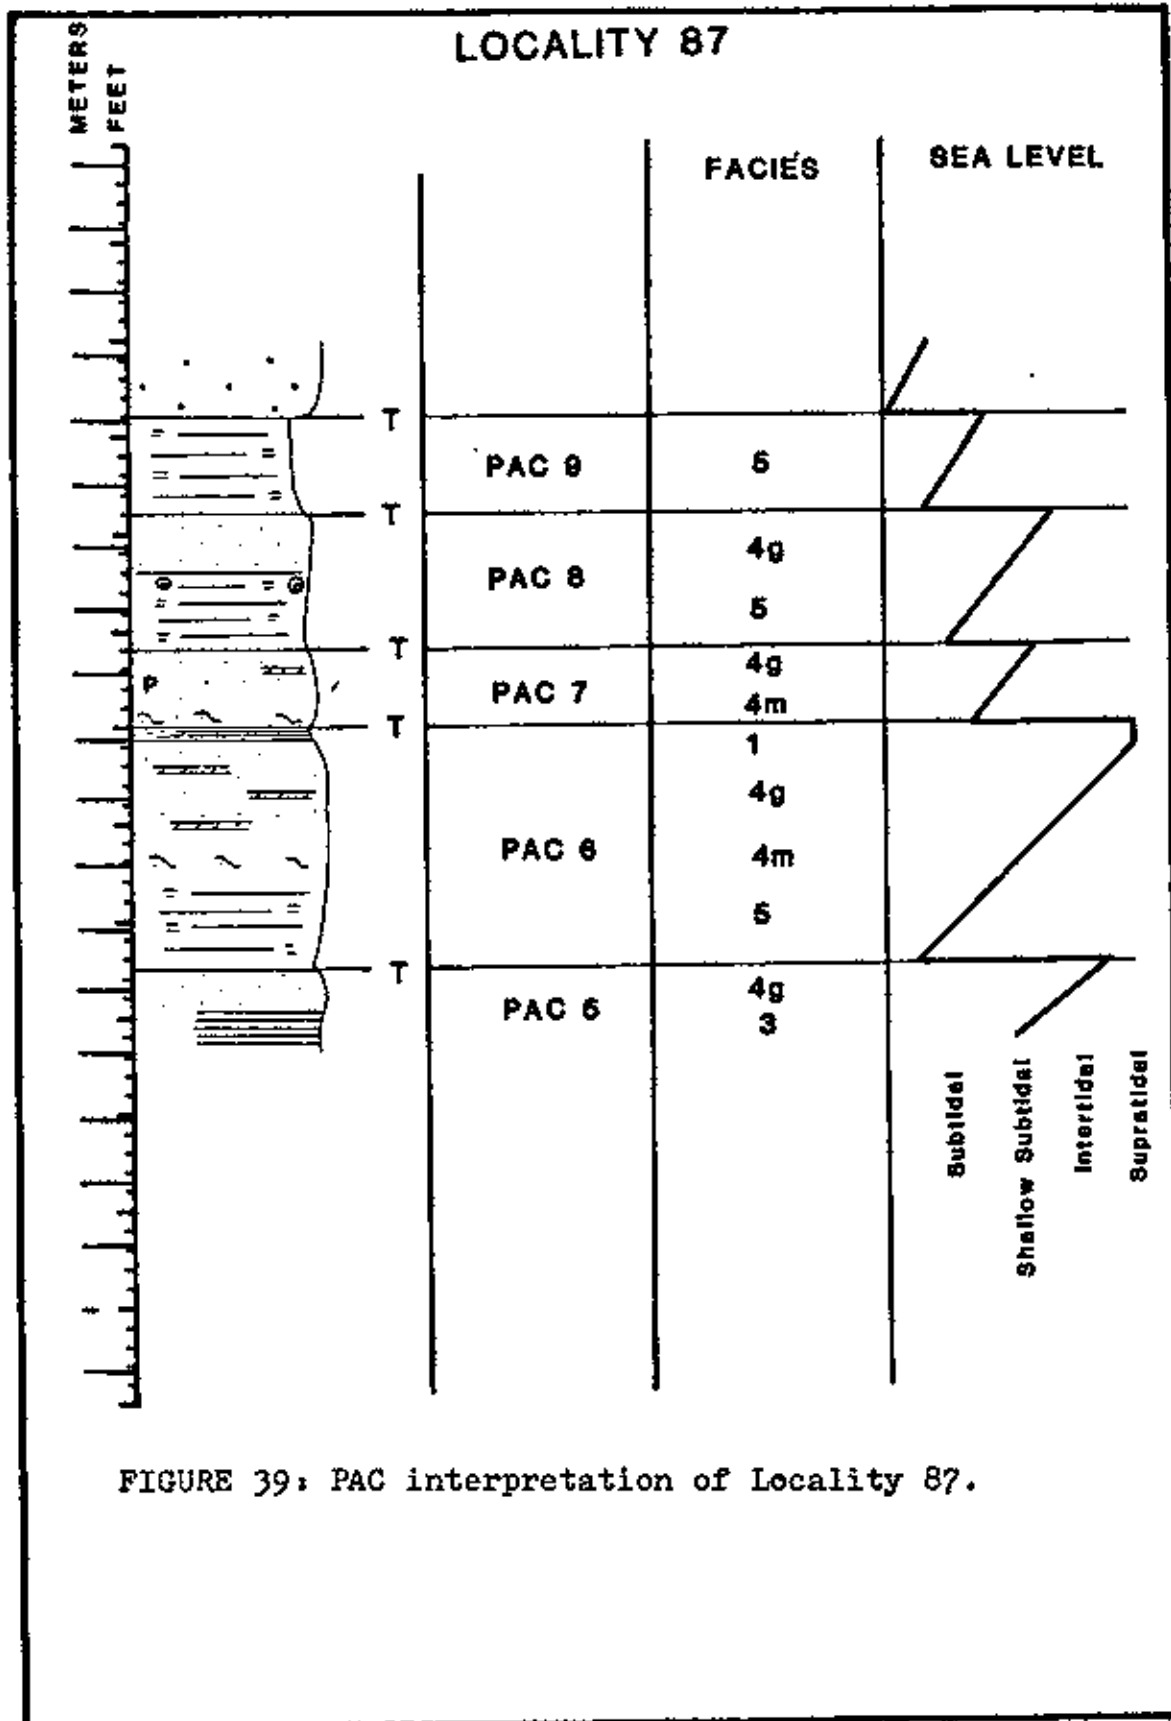 LOCALITY 87
METERS
FEET
FACIES
SEA LEVEL
T
PAC 9
5
T
4g
PAC 8
5
T
4g
P
PAC 7
4m
T
1
4g
PAC 6
4m
5
T
4g
PAC 5
3
Subtidal
Shallow Subtidal
Intertidal
Supratidal
FIGURE 39: PAC interpretation of Locality 87.